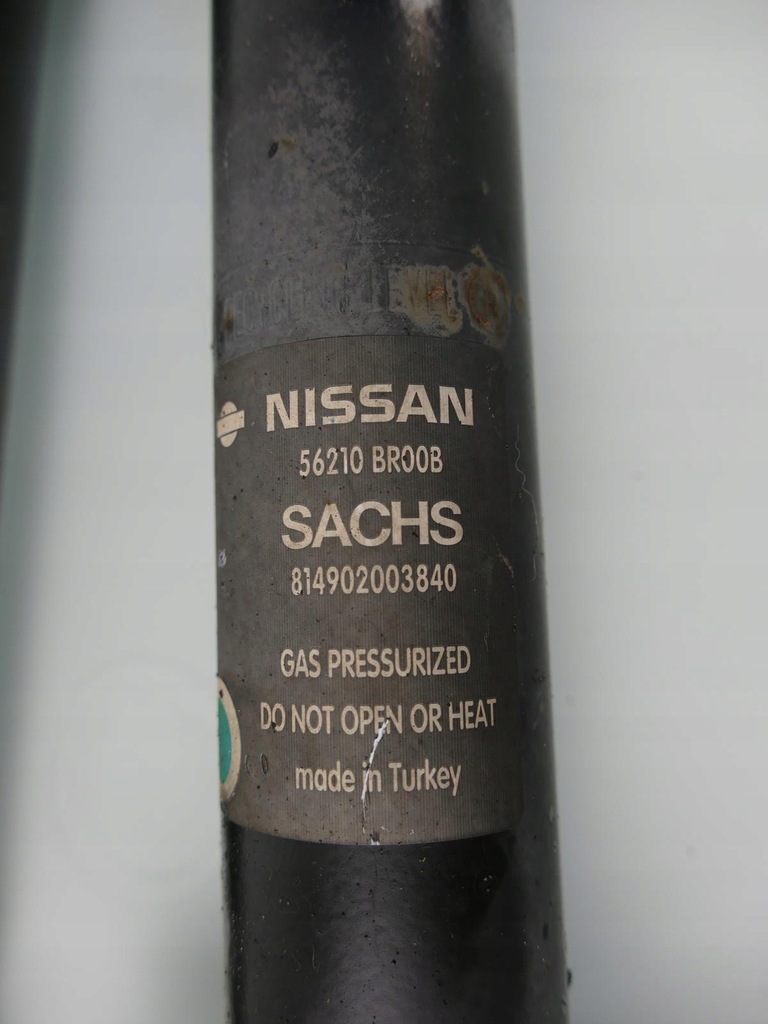 NISSAN
56210 BR00B
SACHS
814902003840
GAS PRESSURIZED
DO NOT OPEN OR HEAT
made in Turkey